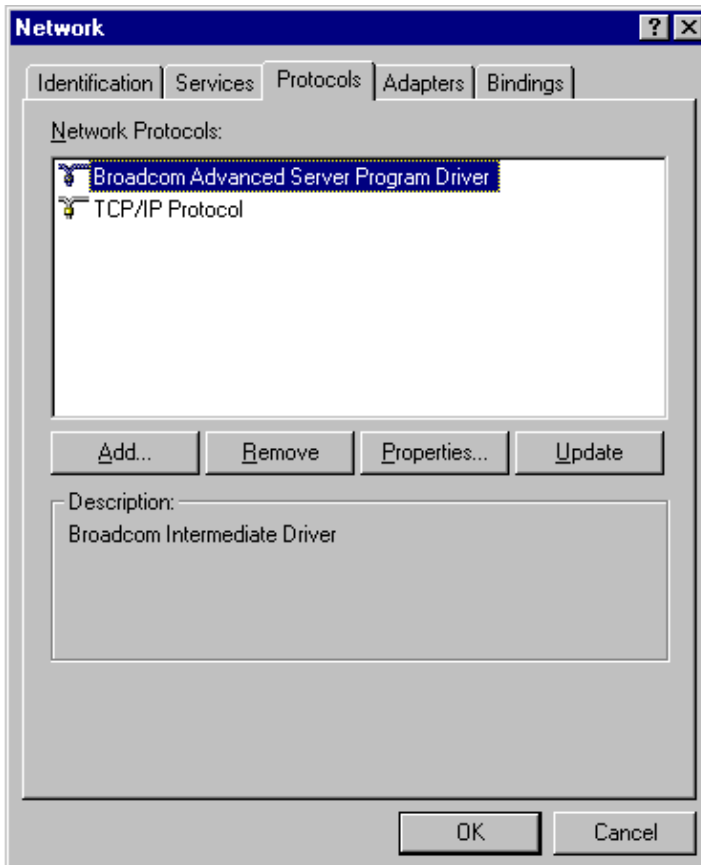 Network
Identification Services Protocols Adapters Bindings
Network Protocols:
Broadcom Advanced Server Program Driver
TCP/IP Protocol
Add... Remove Properties... Update
Description:
Broadcom Intermediate Driver
OK Cancel